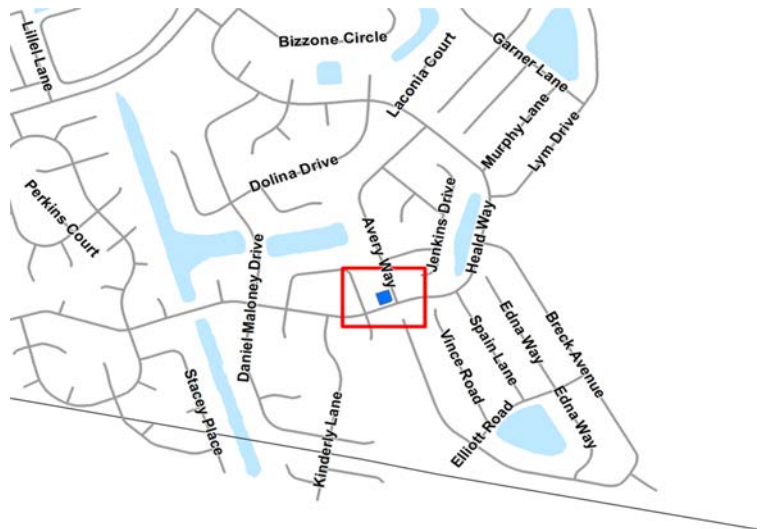 Lillel Lane
Bizzone Circle
Laconia Court
Garner Lane
Murphy Lane
Lym Drive
Dolina Drive
Perkins Court
Avery Way
Jenkins Drive
Heald Way
Daniel Maloney Drive
Edna Way
Breck Avenue
Spain Lane
Vince Road
Stacey Place
Kinderly Lane
Elliott Road
Edna Way